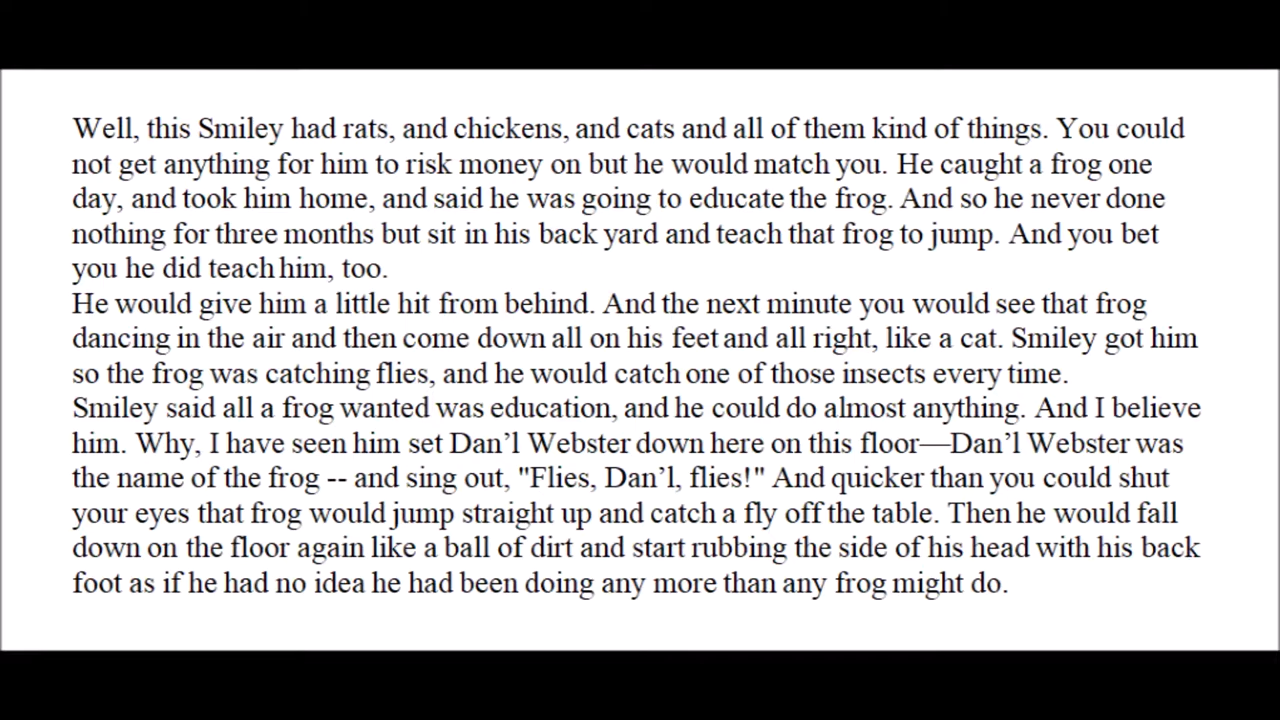 Well, this Smiley had rats, and chickens, and cats and all of them kind of things. You could
not get anything for him to risk money on but he would match you. He caught a frog one
day, and took him home, and said he was going to educate the frog. And so he never done
nothing for three months but sit in his back yard and teach that frog to jump. And you bet
you he did teach him, too.
He would give him a little hit from behind. And the next minute you would see that frog
dancing in the air and then come down all on his feet and all right, like a cat. Smiley got him
so the frog was catching flies, and he would catch one of those insects every time.
Smiley said all a frog wanted was education, and he could do almost anything. And I believe
him. Why, I have seen him set Dan’l Webster down here on this floor—Dan’l Webster was
the name of the frog -- and sing out, "Flies, Dan’l, flies!" And quicker than you could shut
your eyes that frog would jump straight up and catch a fly off the table. Then he would fall
down on the floor again like a ball of dirt and start rubbing the side of his head with his back
foot as if he had no idea he had been doing any more than any frog might do.